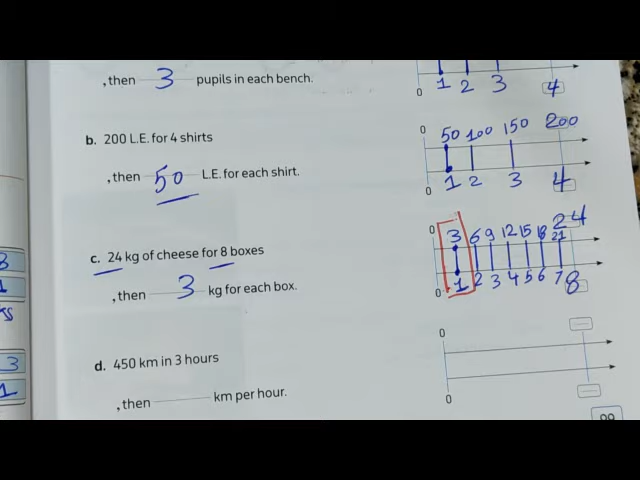 , then 3 pupils in each bench.
0 1 2 3 4
b. 200 L.E. for 4 shirts
0 50 100 150 200
, then 50 L.E. for each shirt.
0 1 2 3 4
c. 24 kg of cheese for 8 boxes
0 3 6 9 12 15 18 21 24
, then 3 kg for each box.
0 1 2 3 4 5 6 7 8
d. 450 km in 3 hours
0
, then km per hour.
0
3
1